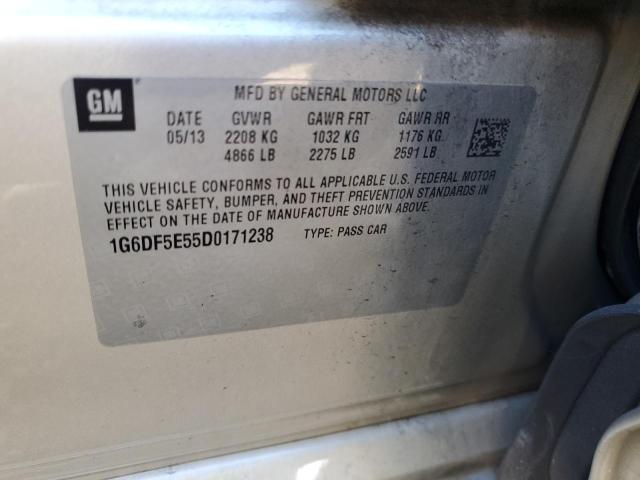 GM
MFD BY GENERAL MOTORS LLC
DATE GVWR GAWR FRT GAWR RR
05/13 2208 KG 1032 KG 1176 KG
4866 LB 2275 LB 2591 LB
THIS VEHICLE CONFORMS TO ALL APPLICABLE U.S. FEDERAL MOTOR
VEHICLE SAFETY, BUMPER, AND THEFT PREVENTION STANDARDS IN
EFFECT ON THE DATE OF MANUFACTURE SHOWN ABOVE.
1G6DF5E55D0171238 TYPE: PASS CAR